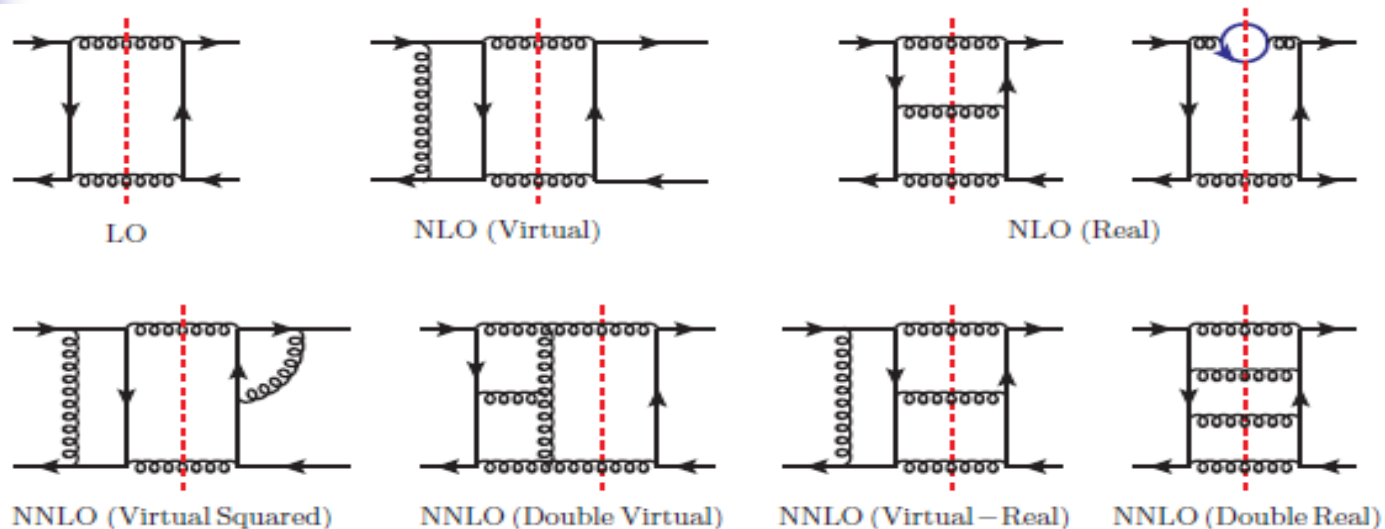 LO
NLO (Virtual)
NLO (Real)
NNLO (Virtual Squared)
NNLO (Double Virtual)
NNLO (Virtual−Real)
NNLO (Double Real)